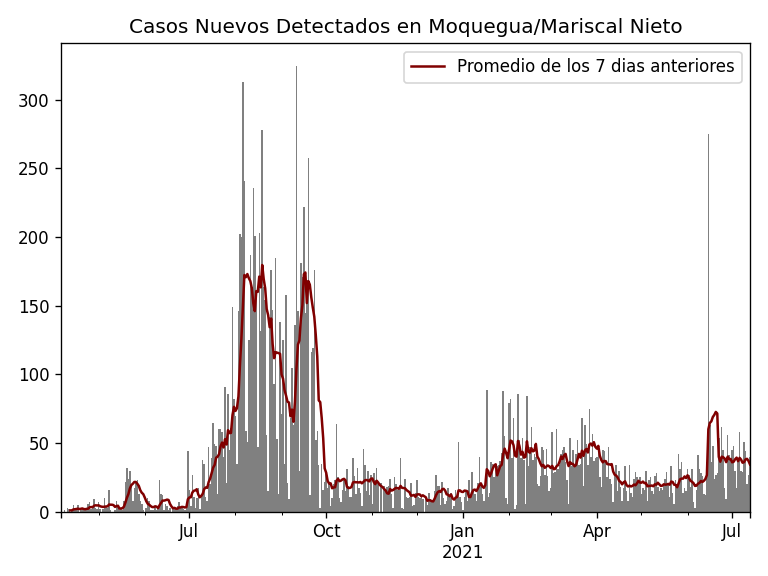 Casos Nuevos Detectados en Moquegua/Mariscal Nieto
Promedio de los 7 dias anteriores
300
250
200
150
100
50
0
Jul Oct Jan Apr Jul
2021